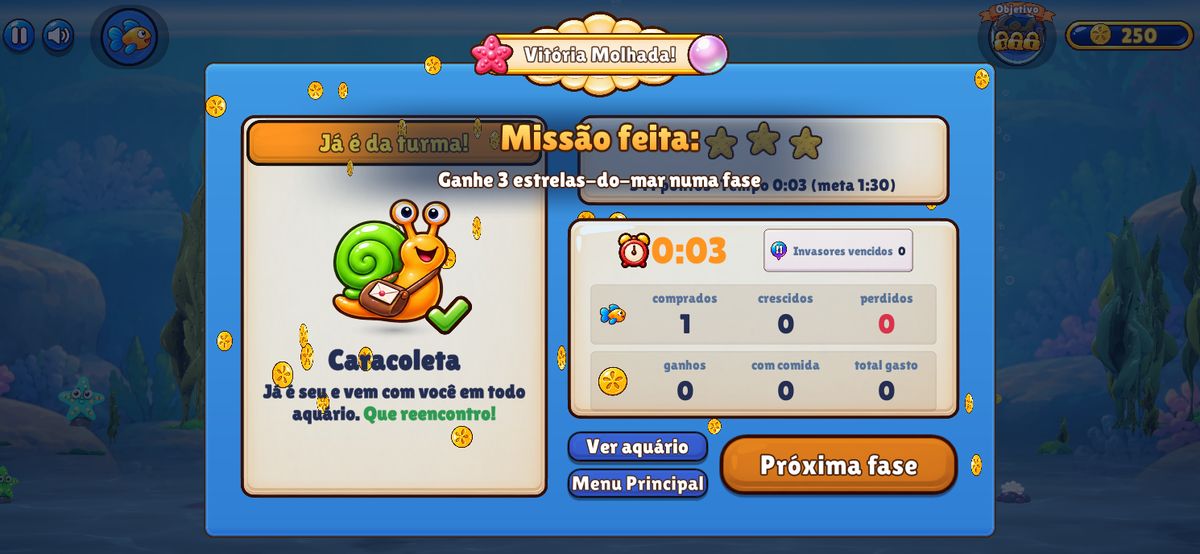 Objetivo
250
Vitória Molhada!
Já é da turma!
Missão feita:
Ganhe 3 estrelas-do-mar numa fase
0:03 (meta 1:30)
0:03
Invasores vencidos 0
comprados crescidos perdidos
1 0 0
ganhos com comida total gasto
0 0 0
Caracoleta
Já é seu e vem com você em todo
aquário. Que reencontro!
Ver aquário
Menu Principal
Próxima fase